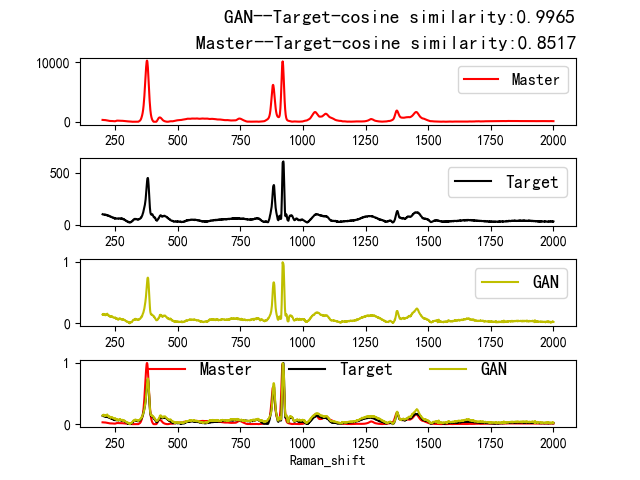 GAN--Target-cosine similarity:0.9965
Master--Target-cosine similarity:0.8517
10000
0
Master
250 500 750 1000 1250 1500 1750 2000
500
0
Target
250 500 750 1000 1250 1500 1750 2000
1
0
GAN
250 500 750 1000 1250 1500 1750 2000
1
0
Master Target GAN
250 500 750 1000 1250 1500 1750 2000
Raman_shift